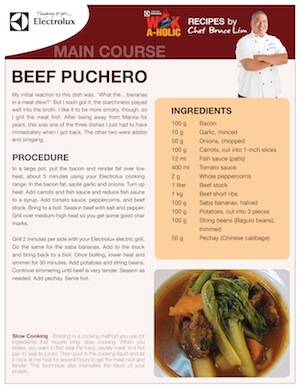 Thinking of you
Electrolux
Electrolux
WOK
A-HOLIC
RECIPES by
Chef Bruce Lim
MAIN COURSE
BEEF PUCHERO
My initial reaction to this dish was, "What the... bananas
in a meat stew?" But I soon got it; the starchiness played
well into the broth. I like it to be more smoky, though, so
I grill the meat first. After being away from Manila for
years, this was one of the three dishes I just had to have
immediately when I got back. The other two were adobo
and sinigang.
PROCEDURE
In a large pot, put the bacon and render fat over low
heat, about 5 minutes using your Electrolux cooking
range. In the bacon fat, saute garlic and onions. Turn up
heat. Add carrots and fish sauce and reduce fish sauce
to a syrup. Add tomato sauce, peppercorns, and beef
stock. Bring to a boil. Season beef with salt and pepper.
Grill over medium-high heat so you get some good char
marks.
Grill 2 minutes per side with your Electrolux electric grill.
Do the same for the saba bananas. Add to the stock
and bring back to a boil. Once boiling, lower heat and
simmer for 30 minutes. Add potatoes and string beans.
Continue simmering until beef is very tender. Season as
needed. Add pechay. Serve hot.
Slow Cooking - Braising is a cooking method you use for
ingredients that require long, slow cooking. When you
braise, you want to first sear the food, usually meat, in a hot
pan to seal its juices. Then pour in the cooking liquid and let
it cook at low heat for several hours to get the meat nice and
tender. This technique also intensifies the flavor of your
protein.
INGREDIENTS
100 g Bacon
10 g Garlic, minced
50 g Onions, chopped
100 g Carrots, cut into 1-inch slices
12 ml Fish sauce (patis)
400 ml Tomato sauce
2 g Whole peppercorns
1 liter Beef stock
1 kg Beef short ribs
100 g Saba bananas, halved
100 g Potatoes, cut into 3 pieces
100 g String beans (Baguio beans),
trimmed
50 g Pechay (Chinese cabbage)